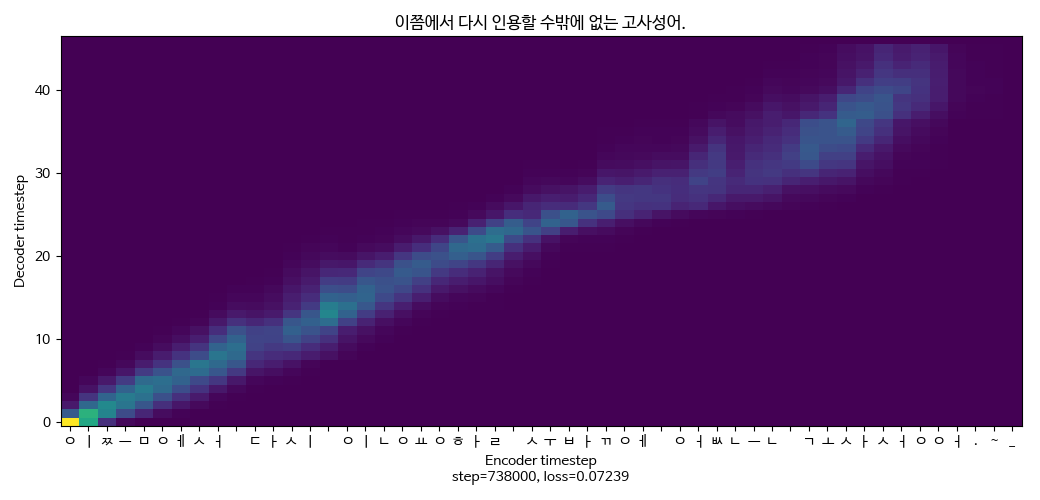 이쯤에서 다시 인용할 수밖에 없는 고사성어.
Decoder timestep
40
30
20
10
0
ㅇ ㅣ ㅉ ㅡ ㅁ ㅇ ㅔ ㅅ ㅓ ㄷ ㅏ ㅅ ㅣ ㅇ ㅣ ㄴ ㅇ ㅛ ㅇ ㅎ ㅏ ㄹ ㅅ ㅜ ㅂ ㅏ ㄲ ㅇ ㅔ ㅇ ㅓ ㅄ ㄴ ㅡ ㄴ ㄱ ㅗ ㅅ ㅏ ㅅ ㅓ ㅇ ㅇ ㅓ . ~ _
Encoder timestep
step=738000, loss=0.07239